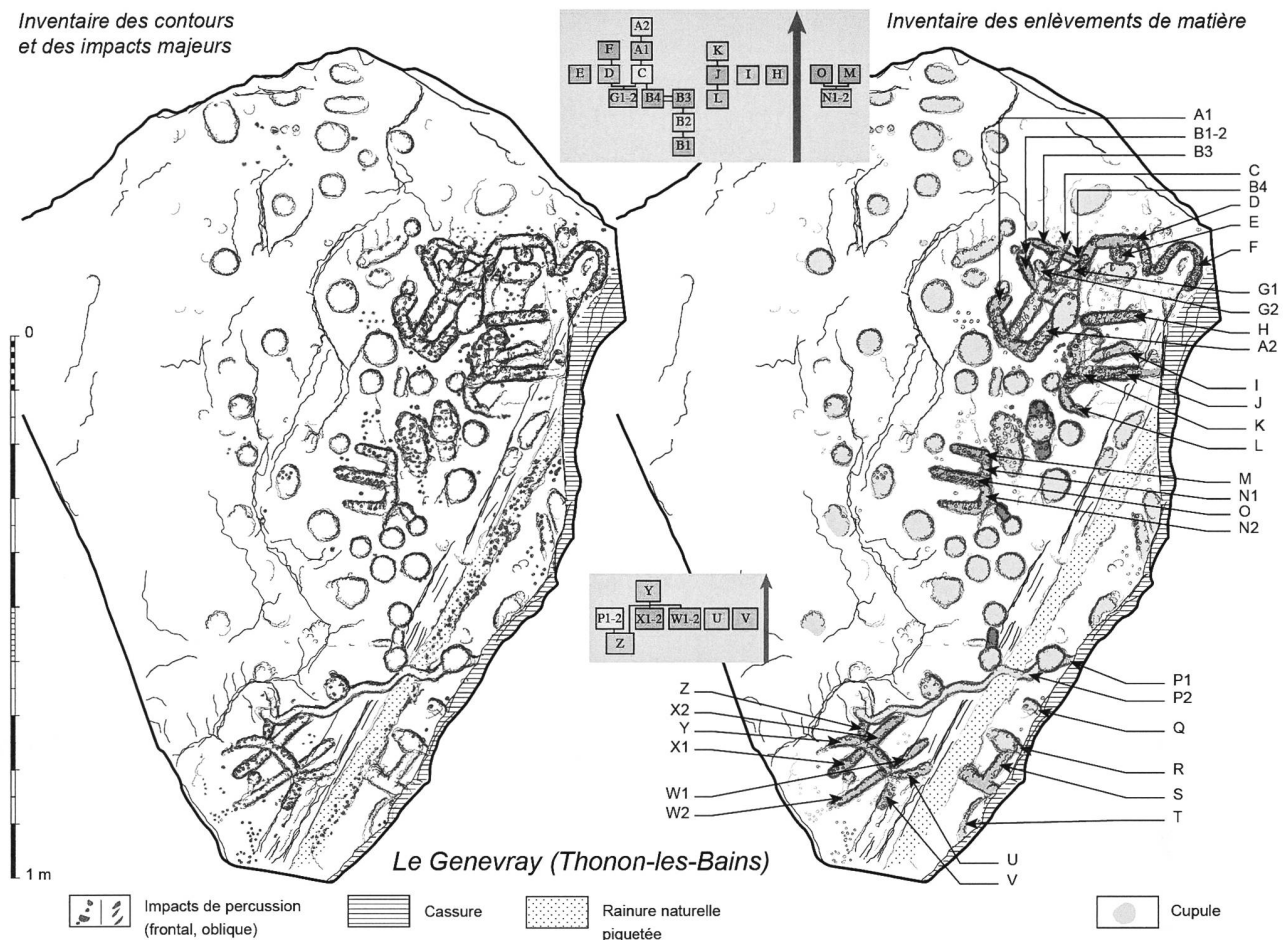 Inventaire des contours
et des impacts majeurs
Inventaire des enlèvements de matière
A2
F A1 K
E D C J I H O M
G1-2 B4 B3 L N1-2
B2
B1
A1
B1-2
B3
C
B4
D
E
F
G1
G2
H
A2
I
J
K
L
M
N1
O
N2
0
Y
P1-2 X1-2 W1-2 U V
Z
Z
X2
Y
X1
W1
W2
P1
P2
Q
R
S
T
U
V
1 m
Le Genevray (Thonon-les-Bains)
Impacts de percussion
(frontal, oblique)
Cassure
Rainure naturelle
piquetée
Cupule